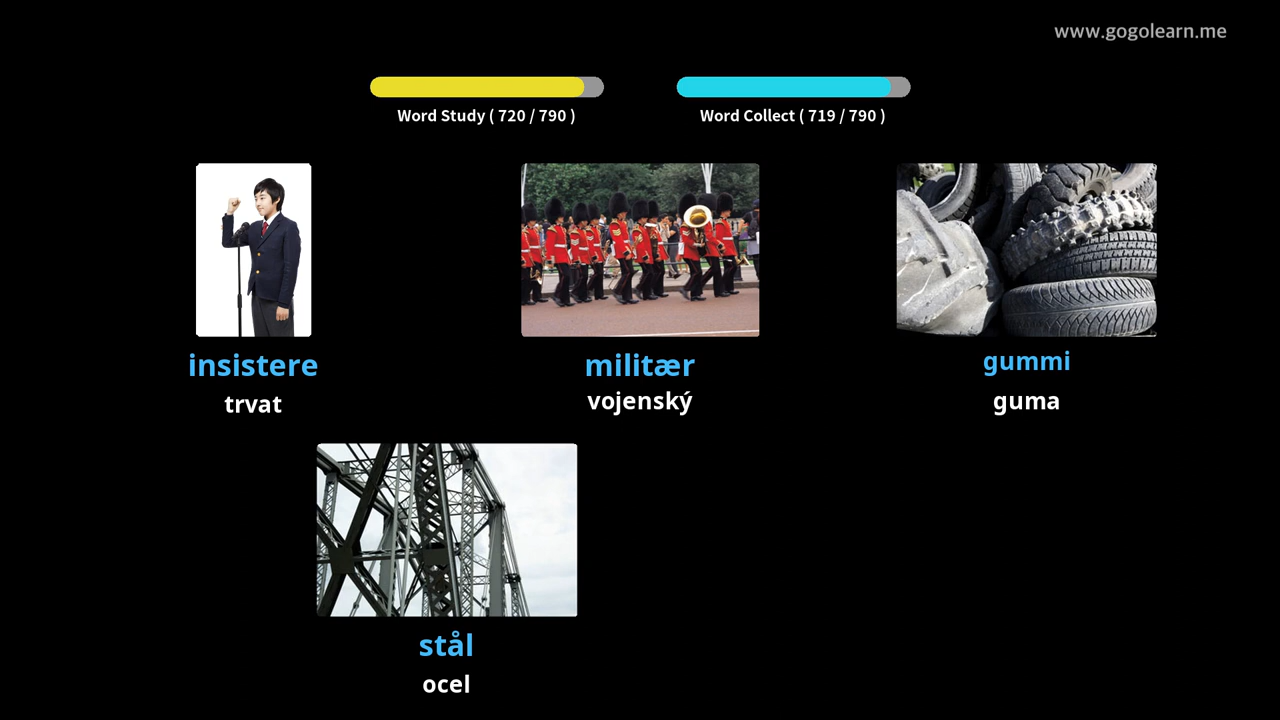 www.gogolearn.me
Word Study ( 720 / 790 )
Word Collect ( 719 / 790 )
insistere
trvat
militær
vojenský
gummi
guma
stål
ocel